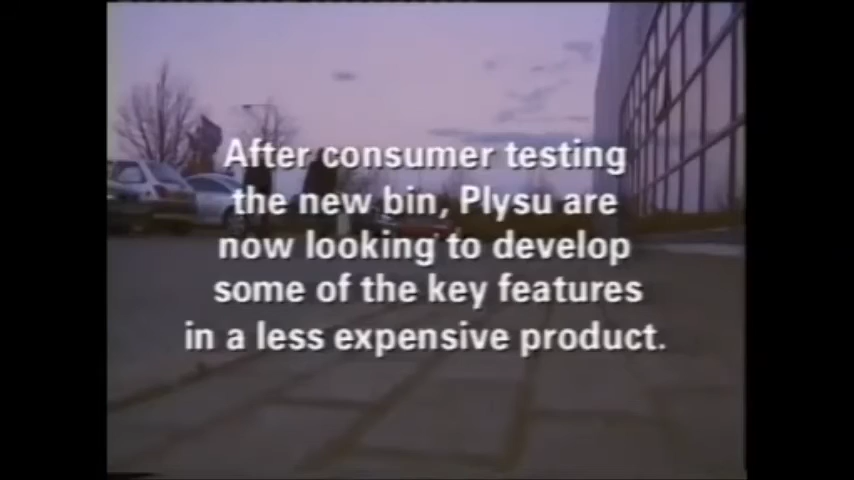 After consumer testing
the new bin, Plysu are
now looking to develop
some of the key features
in a less expensive product.